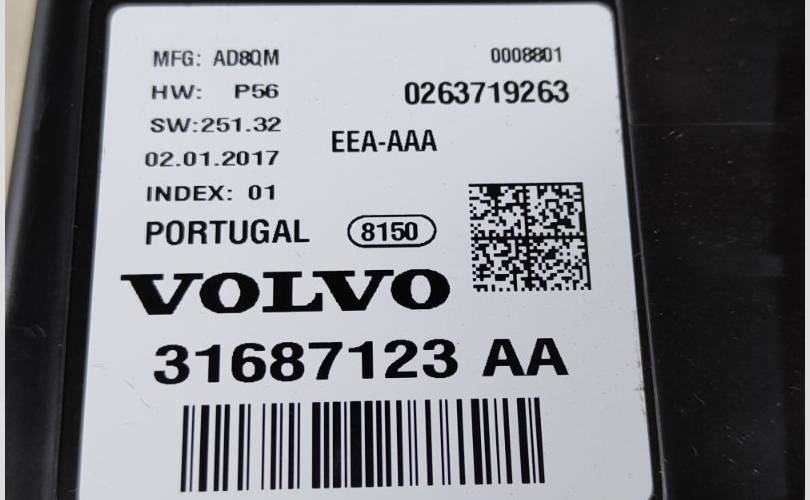 MFG: AD8QM 0008801
HW: P56 0263719263
SW:251.32
EEA-AAA
02.01.2017
INDEX: 01
PORTUGAL 8150
VOLVO
31687123 AA